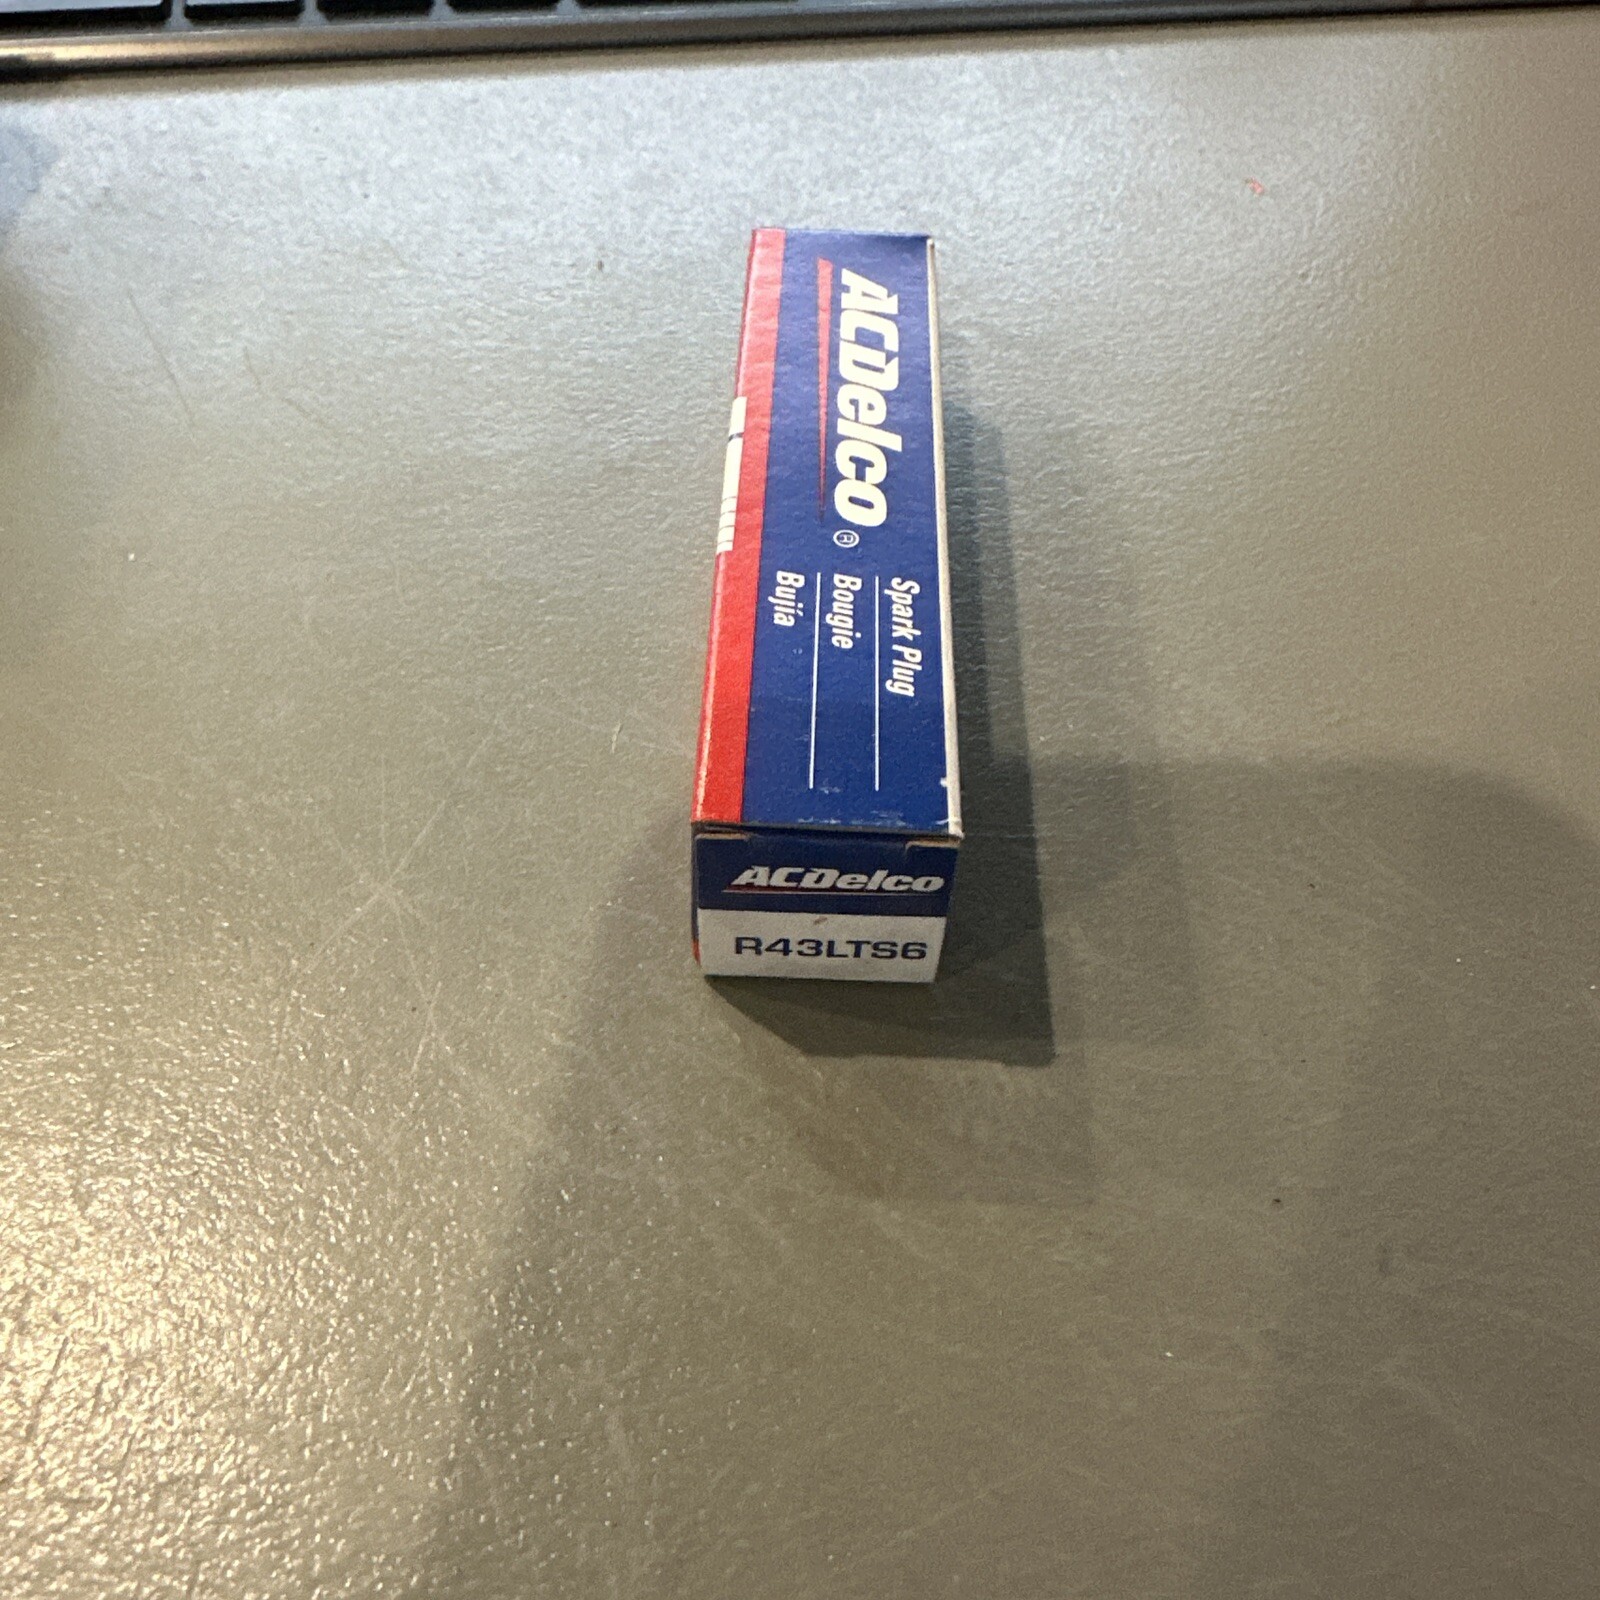 ACDelco®
Spark Plug
Bougie
Bujía
ACDelco
R43LTS6